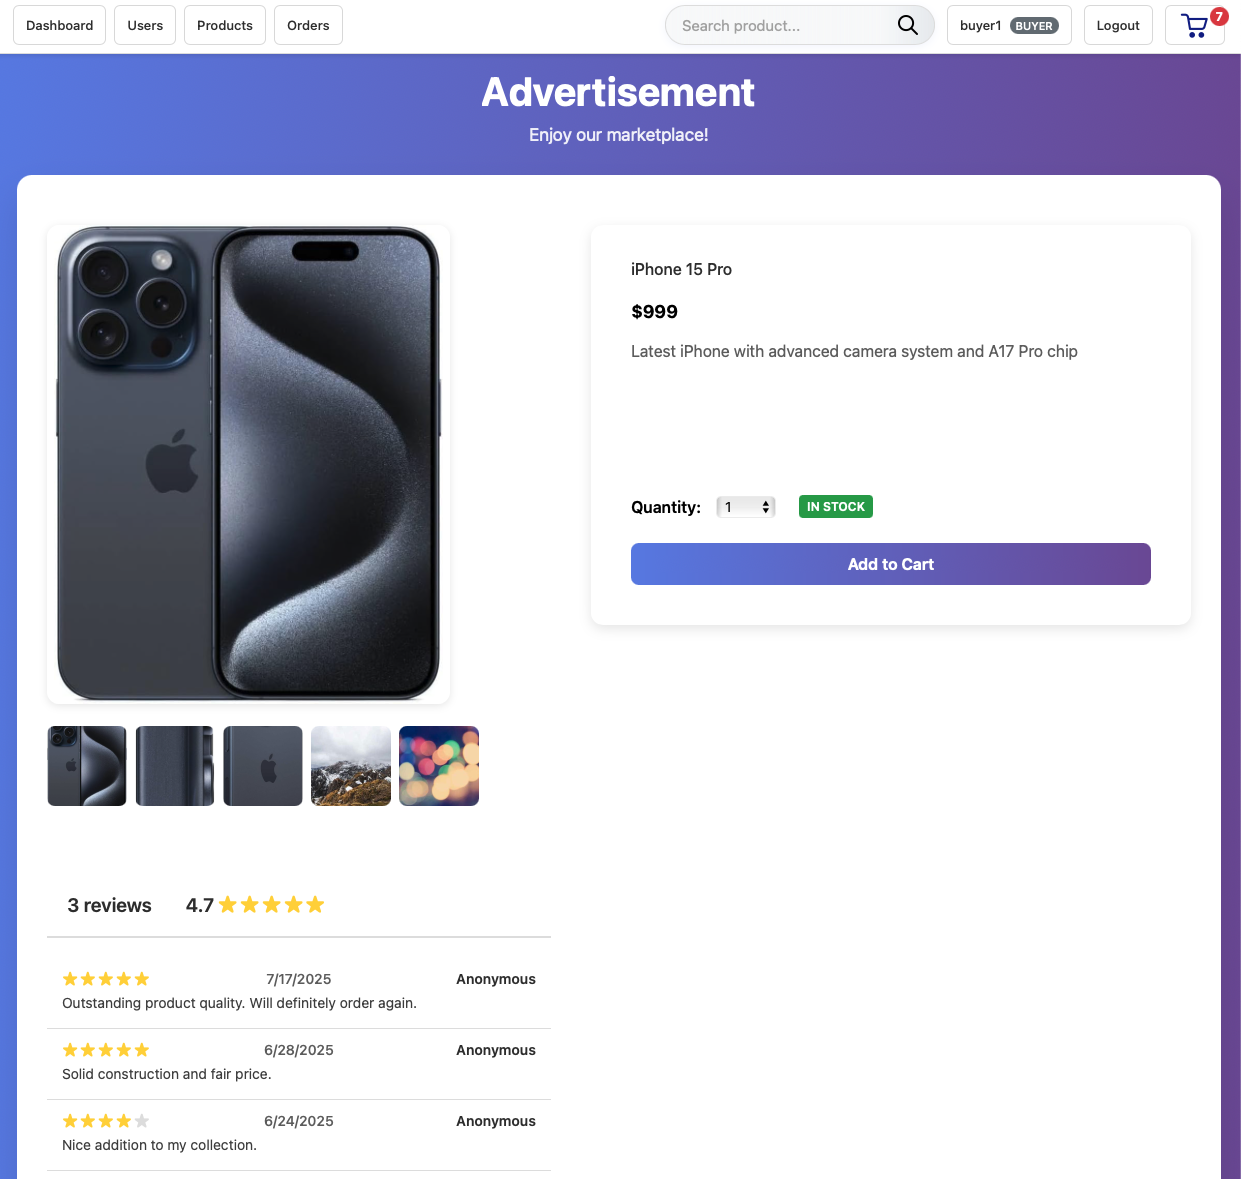 Dashboard Users Products Orders Search product... buyer1 BUYER Logout 7
Advertisement
Enjoy our marketplace!
iPhone 15 Pro
$999
Latest iPhone with advanced camera system and A17 Pro chip
Quantity: 1 IN STOCK
Add to Cart
3 reviews 4.7
7/17/2025 Anonymous
Outstanding product quality. Will definitely order again.
6/28/2025 Anonymous
Solid construction and fair price.
6/24/2025 Anonymous
Nice addition to my collection.